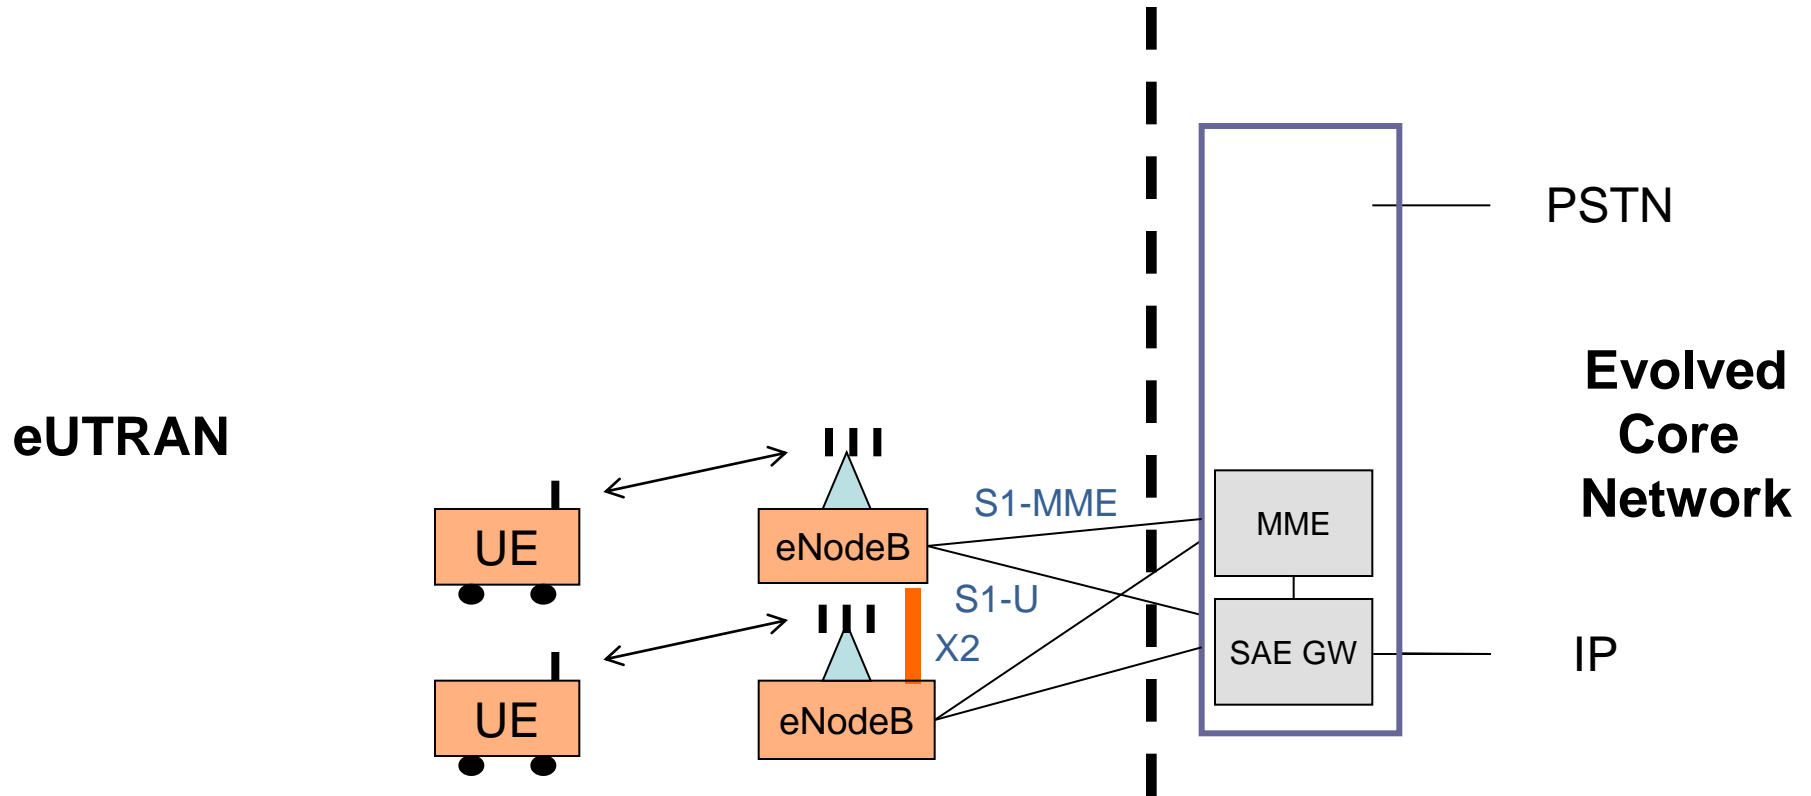 PSTN
Evolved
Core
Network
eUTRAN
S1-MME
MME
UE
eNodeB
S1-U
X2
SAE GW
IP
UE
eNodeB